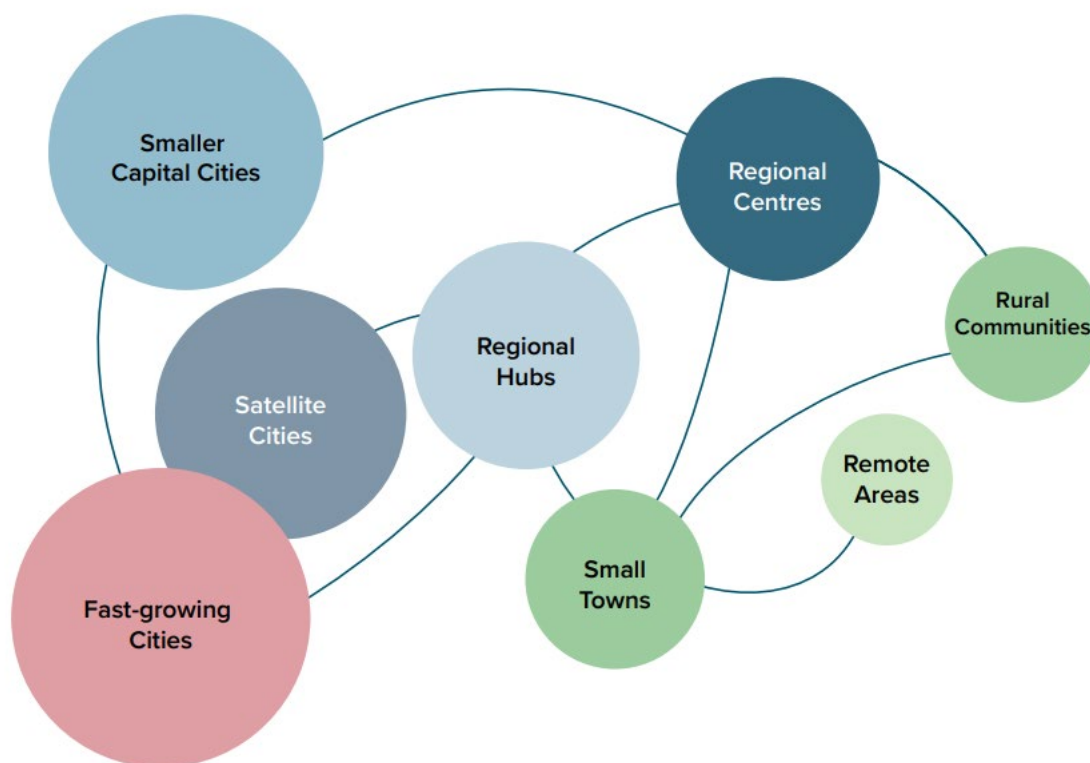 Smaller
Capital Cities
Regional
Centres
Rural
Communities
Regional
Hubs
Satellite
Cities
Remote
Areas
Small
Towns
Fast-growing
Cities